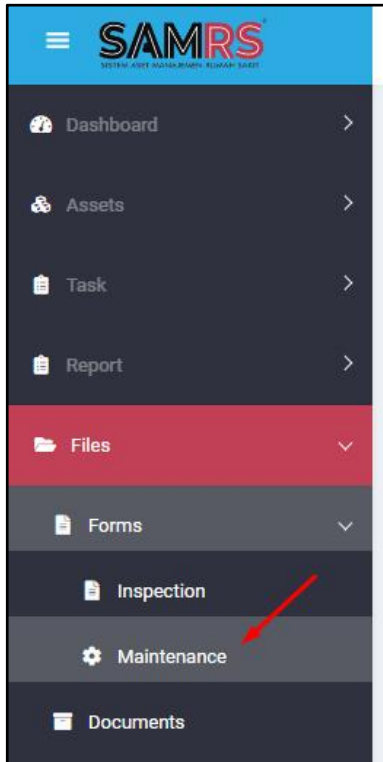 SAMRS
SISTEM ASET MANAJEMEN RUMAH SAKIT
Dashboard
Assets
Task
Report
Files
Forms
Inspection
Maintenance
Documents